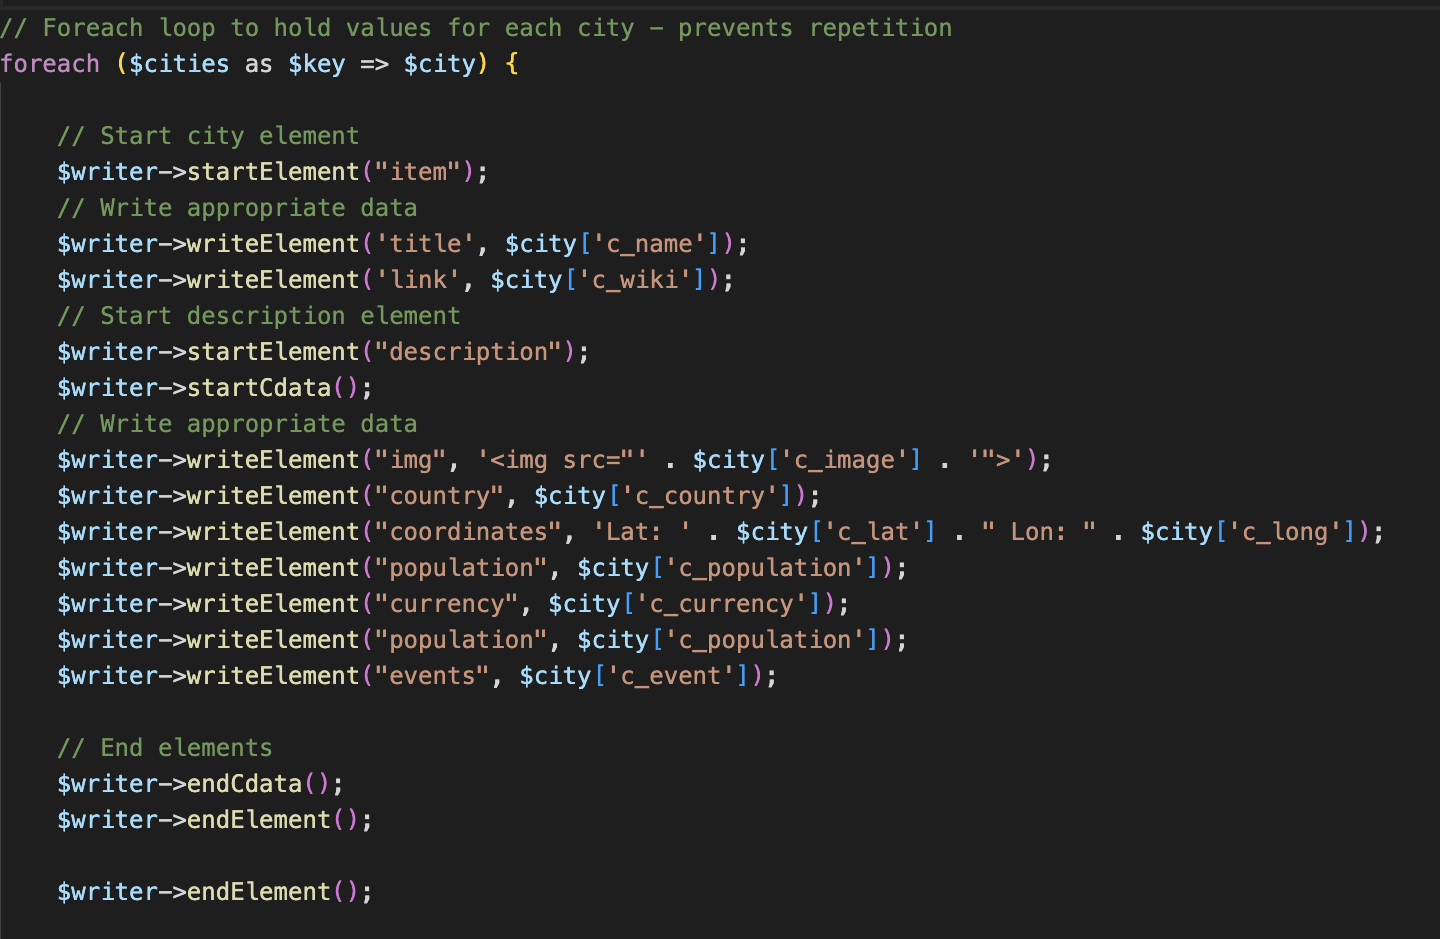 // Foreach loop to hold values for each city – prevents repetition
foreach ($cities as $key => $city) {
// Start city element
$writer->startElement("item");
// Write appropriate data
$writer->writeElement('title', $city['c_name']);
$writer->writeElement('link', $city['c_wiki']);
// Start description element
$writer->startElement("description");
$writer->startCdata();
// Write appropriate data
$writer->writeElement("img", '<img src="' . $city['c_image'] . '">');
$writer->writeElement("country", $city['c_country']);
$writer->writeElement("coordinates", 'Lat: ' . $city['c_lat'] . " Lon: " . $city['c_long']);
$writer->writeElement("population", $city['c_population']);
$writer->writeElement("currency", $city['c_currency']);
$writer->writeElement("population", $city['c_population']);
$writer->writeElement("events", $city['c_event']);
// End elements
$writer->endCdata();
$writer->endElement();
$writer->endElement();